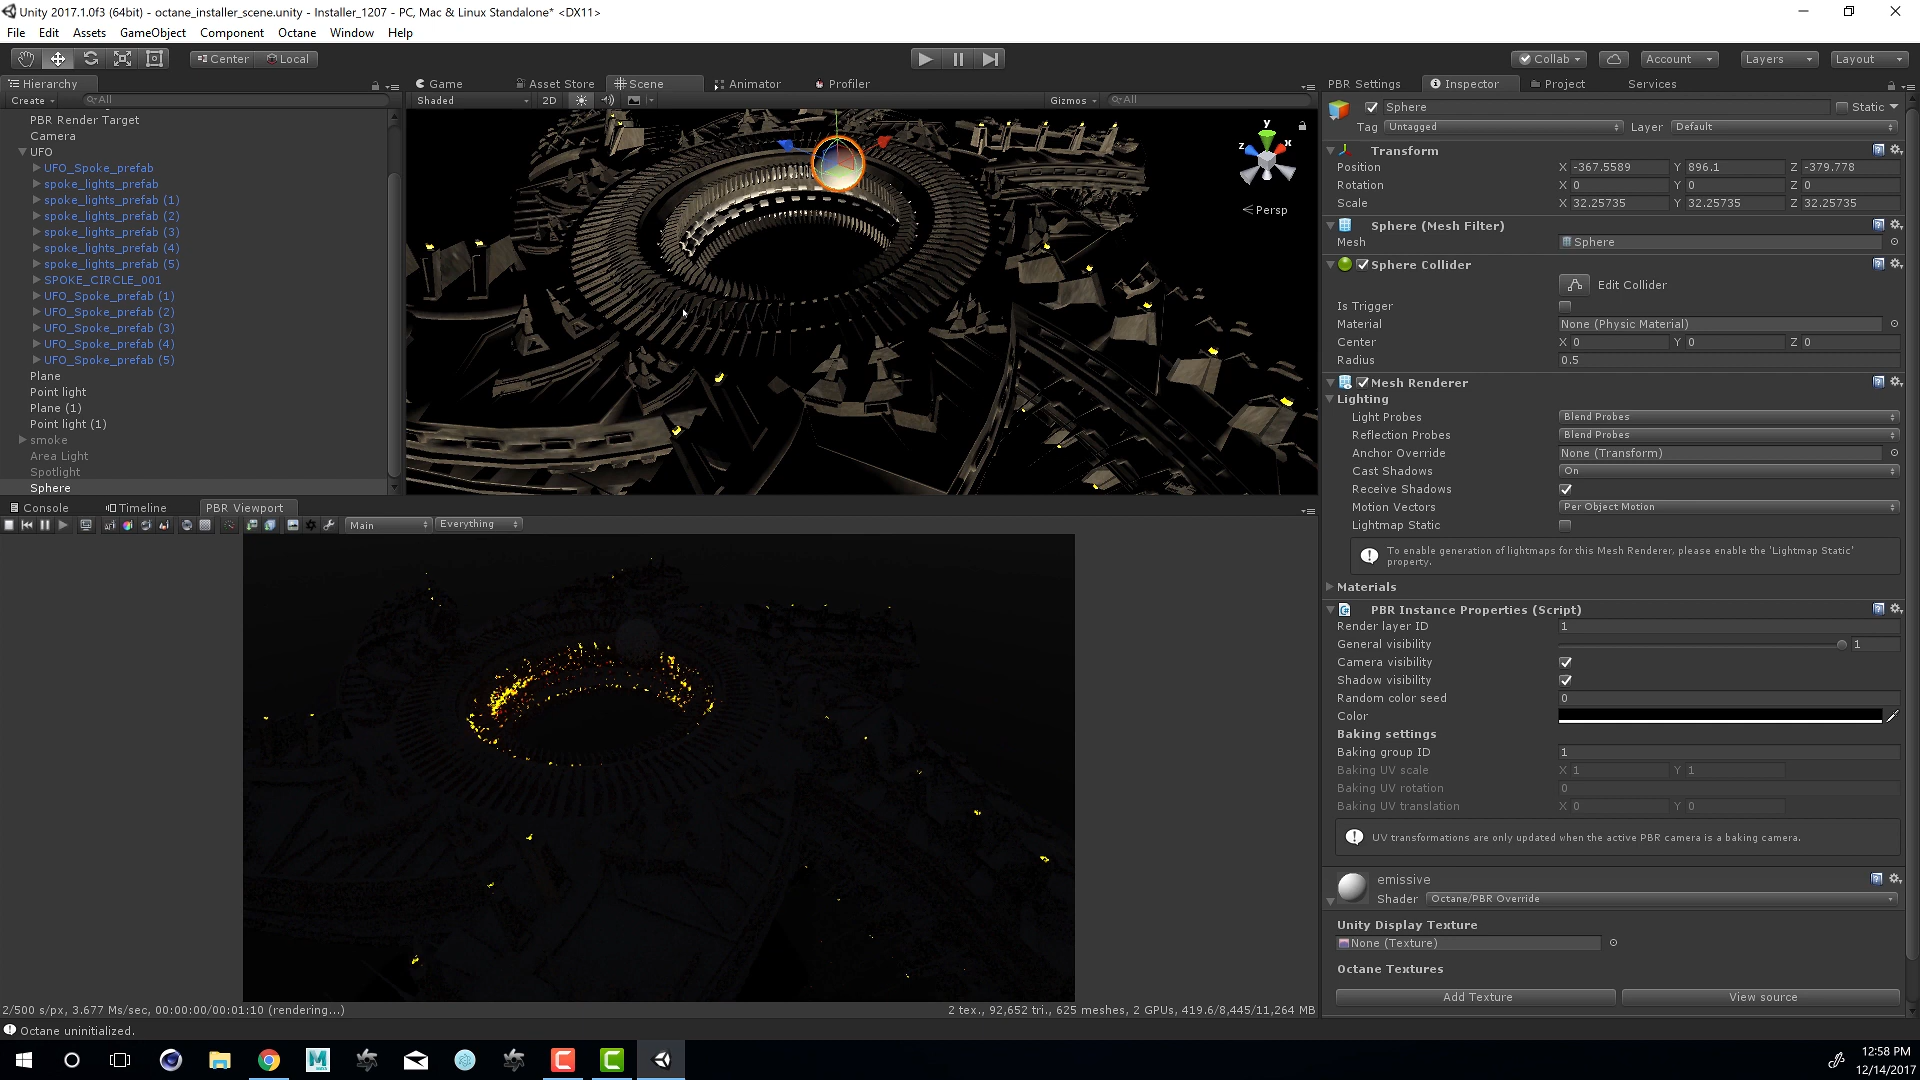 Unity 2017.1.0f3 (64bit) - octane_installer_scene.unity - Installer_1207 - PC, Mac & Linux Standalone* <DX11>
File Edit Assets GameObject Component Octane Window Help
Center Local Collab Account Layers Layout
Hierarchy
Create All
PBR Render Target
Camera
UFO
UFO_Spoke_prefab
spoke_lights_prefab
spoke_lights_prefab (1)
spoke_lights_prefab (2)
spoke_lights_prefab (3)
spoke_lights_prefab (4)
spoke_lights_prefab (5)
SPOKE_CIRCLE_001
UFO_Spoke_prefab (1)
UFO_Spoke_prefab (2)
UFO_Spoke_prefab (3)
UFO_Spoke_prefab (4)
UFO_Spoke_prefab (5)
Plane
Point light
Plane (1)
Point light (1)
smoke
Area Light
Spotlight
Sphere
Game Asset Store Scene Animator Profiler
Shaded 2D Gizmos All
y
z x
Persp
Console Timeline PBR Viewport
Main Everything
2/500 s/px, 3.677 Ms/sec, 00:00:00/00:01:10 (rendering...)
2 tex., 92,652 tri., 625 meshes, 2 GPUs, 419.6/8,445/11,264 MB
Octane uninitialized.
PBR Settings Inspector Project Services
Sphere Static
Tag Untagged Layer Default
Transform
Position X -367.5589 Y 896.1 Z -379.778
Rotation X 0 Y 0 Z 0
Scale X 32.25735 Y 32.25735 Z 32.25735
Sphere (Mesh Filter)
Mesh Sphere
Sphere Collider
Edit Collider
Is Trigger
Material None (Physic Material)
Center X 0 Y 0 Z 0
Radius 0.5
Mesh Renderer
Lighting
Light Probes Blend Probes
Reflection Probes Blend Probes
Anchor Override None (Transform)
Cast Shadows On
Receive Shadows
Motion Vectors Per Object Motion
Lightmap Static
To enable generation of lightmaps for this Mesh Renderer, please enable the 'Lightmap Static'
property.
Materials
PBR Instance Properties (Script)
Render layer ID 1
General visibility 1
Camera visibility
Shadow visibility
Random color seed 0
Color
Baking settings
Baking group ID 1
Baking UV scale X 1 Y 1
Baking UV rotation 0
Baking UV translation X 0 Y 0
UV transformations are only updated when the active PBR camera is a baking camera.
emissive
Shader Octane/PBR Override
Unity Display Texture
None (Texture)
Octane Textures
Add Texture View source
12:58 PM
12/14/2017